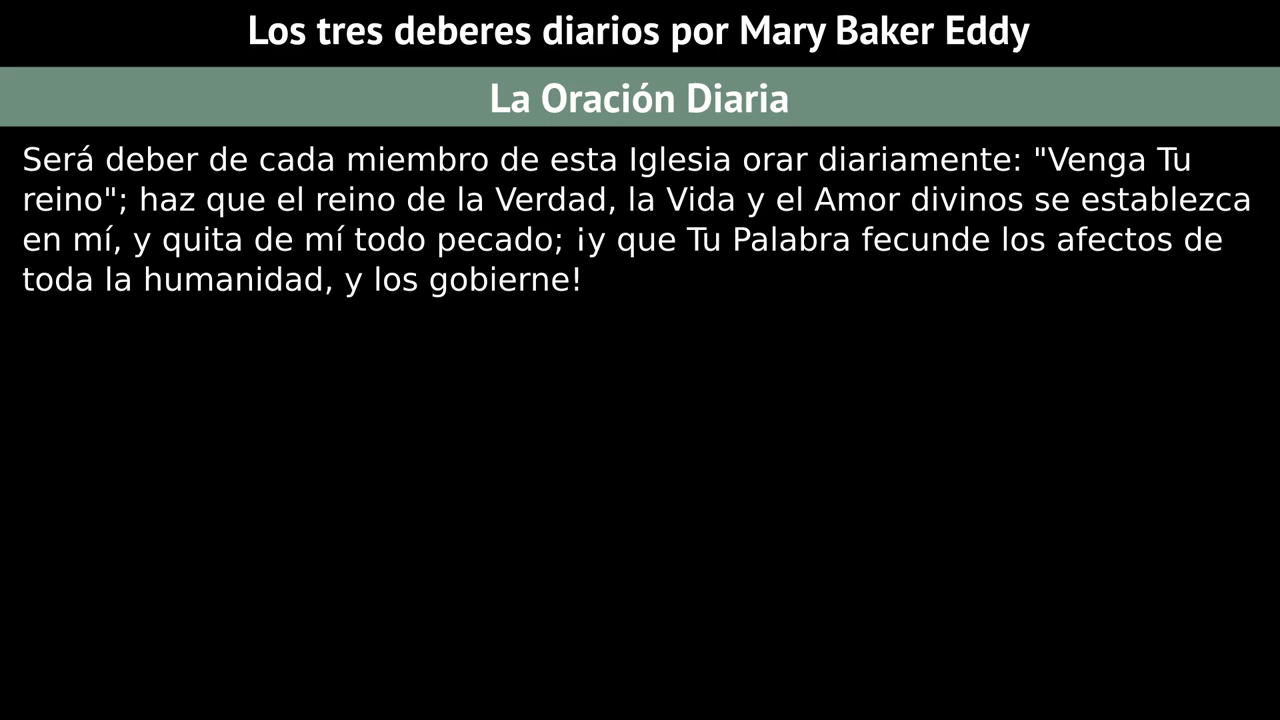 Los tres deberes diarios por Mary Baker Eddy
La Oración Diaria
Será deber de cada miembro de esta Iglesia orar diariamente: "Venga Tu
reino"; haz que el reino de la Verdad, la Vida y el Amor divinos se establezca
en mí, y quita de mí todo pecado; ¡y que Tu Palabra fecunde los afectos de
toda la humanidad, y los gobierne!